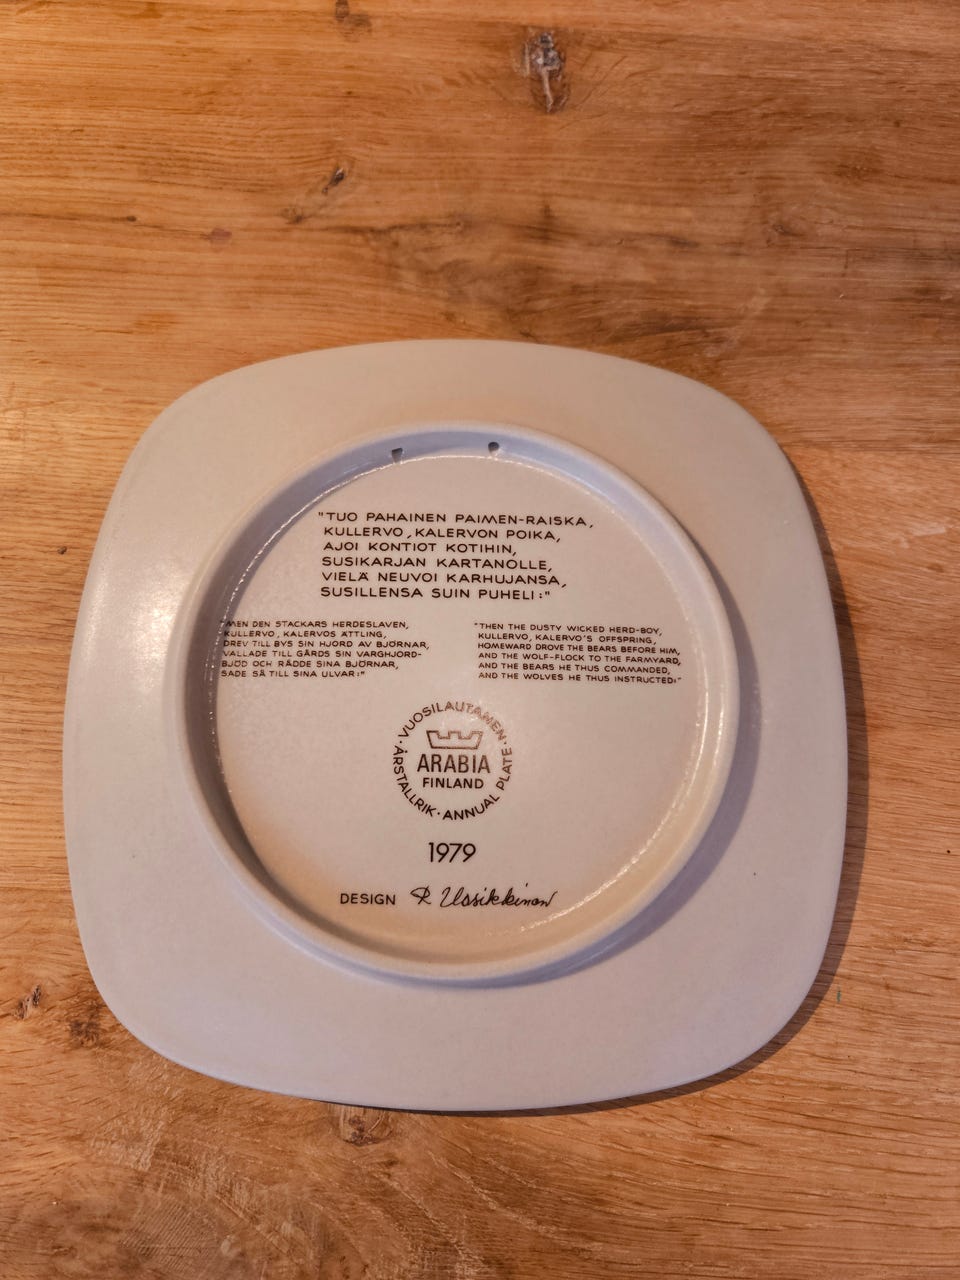 "TUO PAHAINEN PAIMEN-RAISKA,
KULLERVO, KALERVON POIKA,
AJOI KONTIOT KOTIHIN,
SUSIKARJAN KARTANOLLE,
VIELÄ NEUVOI KARHUJANSA,
SUSILLENSA SUIN PUHELI:"
"MEN DEN STACKARS HERDESLAVEN,
KULLERVO, KALERVOS ÄTTLING,
DREV TILL BYS SIN HJORD AV BJÖRNAR,
VALLADE TILL GÅRDS SIN VARGHJORD-
BJÖD OCH RÅDDE SINA BJÖRNAR,
SADE SÅ TILL SINA ULVAR:"
"THEN THE DUSTY WICKED HERD-BOY,
KULLERVO, KALERVO'S OFFSPRING,
HOMEWARD DROVE THE BEARS BEFORE HIM,
AND THE WOLF-FLOCK TO THE FARMYARD,
AND THE BEARS HE THUS COMMANDED,
AND THE WOLVES HE THUS INSTRUCTED:"
· VUOSILAUTANEN · ANNUAL PLATE · ÅRSTALLRIK
ARABIA
FINLAND
1979
DESIGN R. Uosikkinen